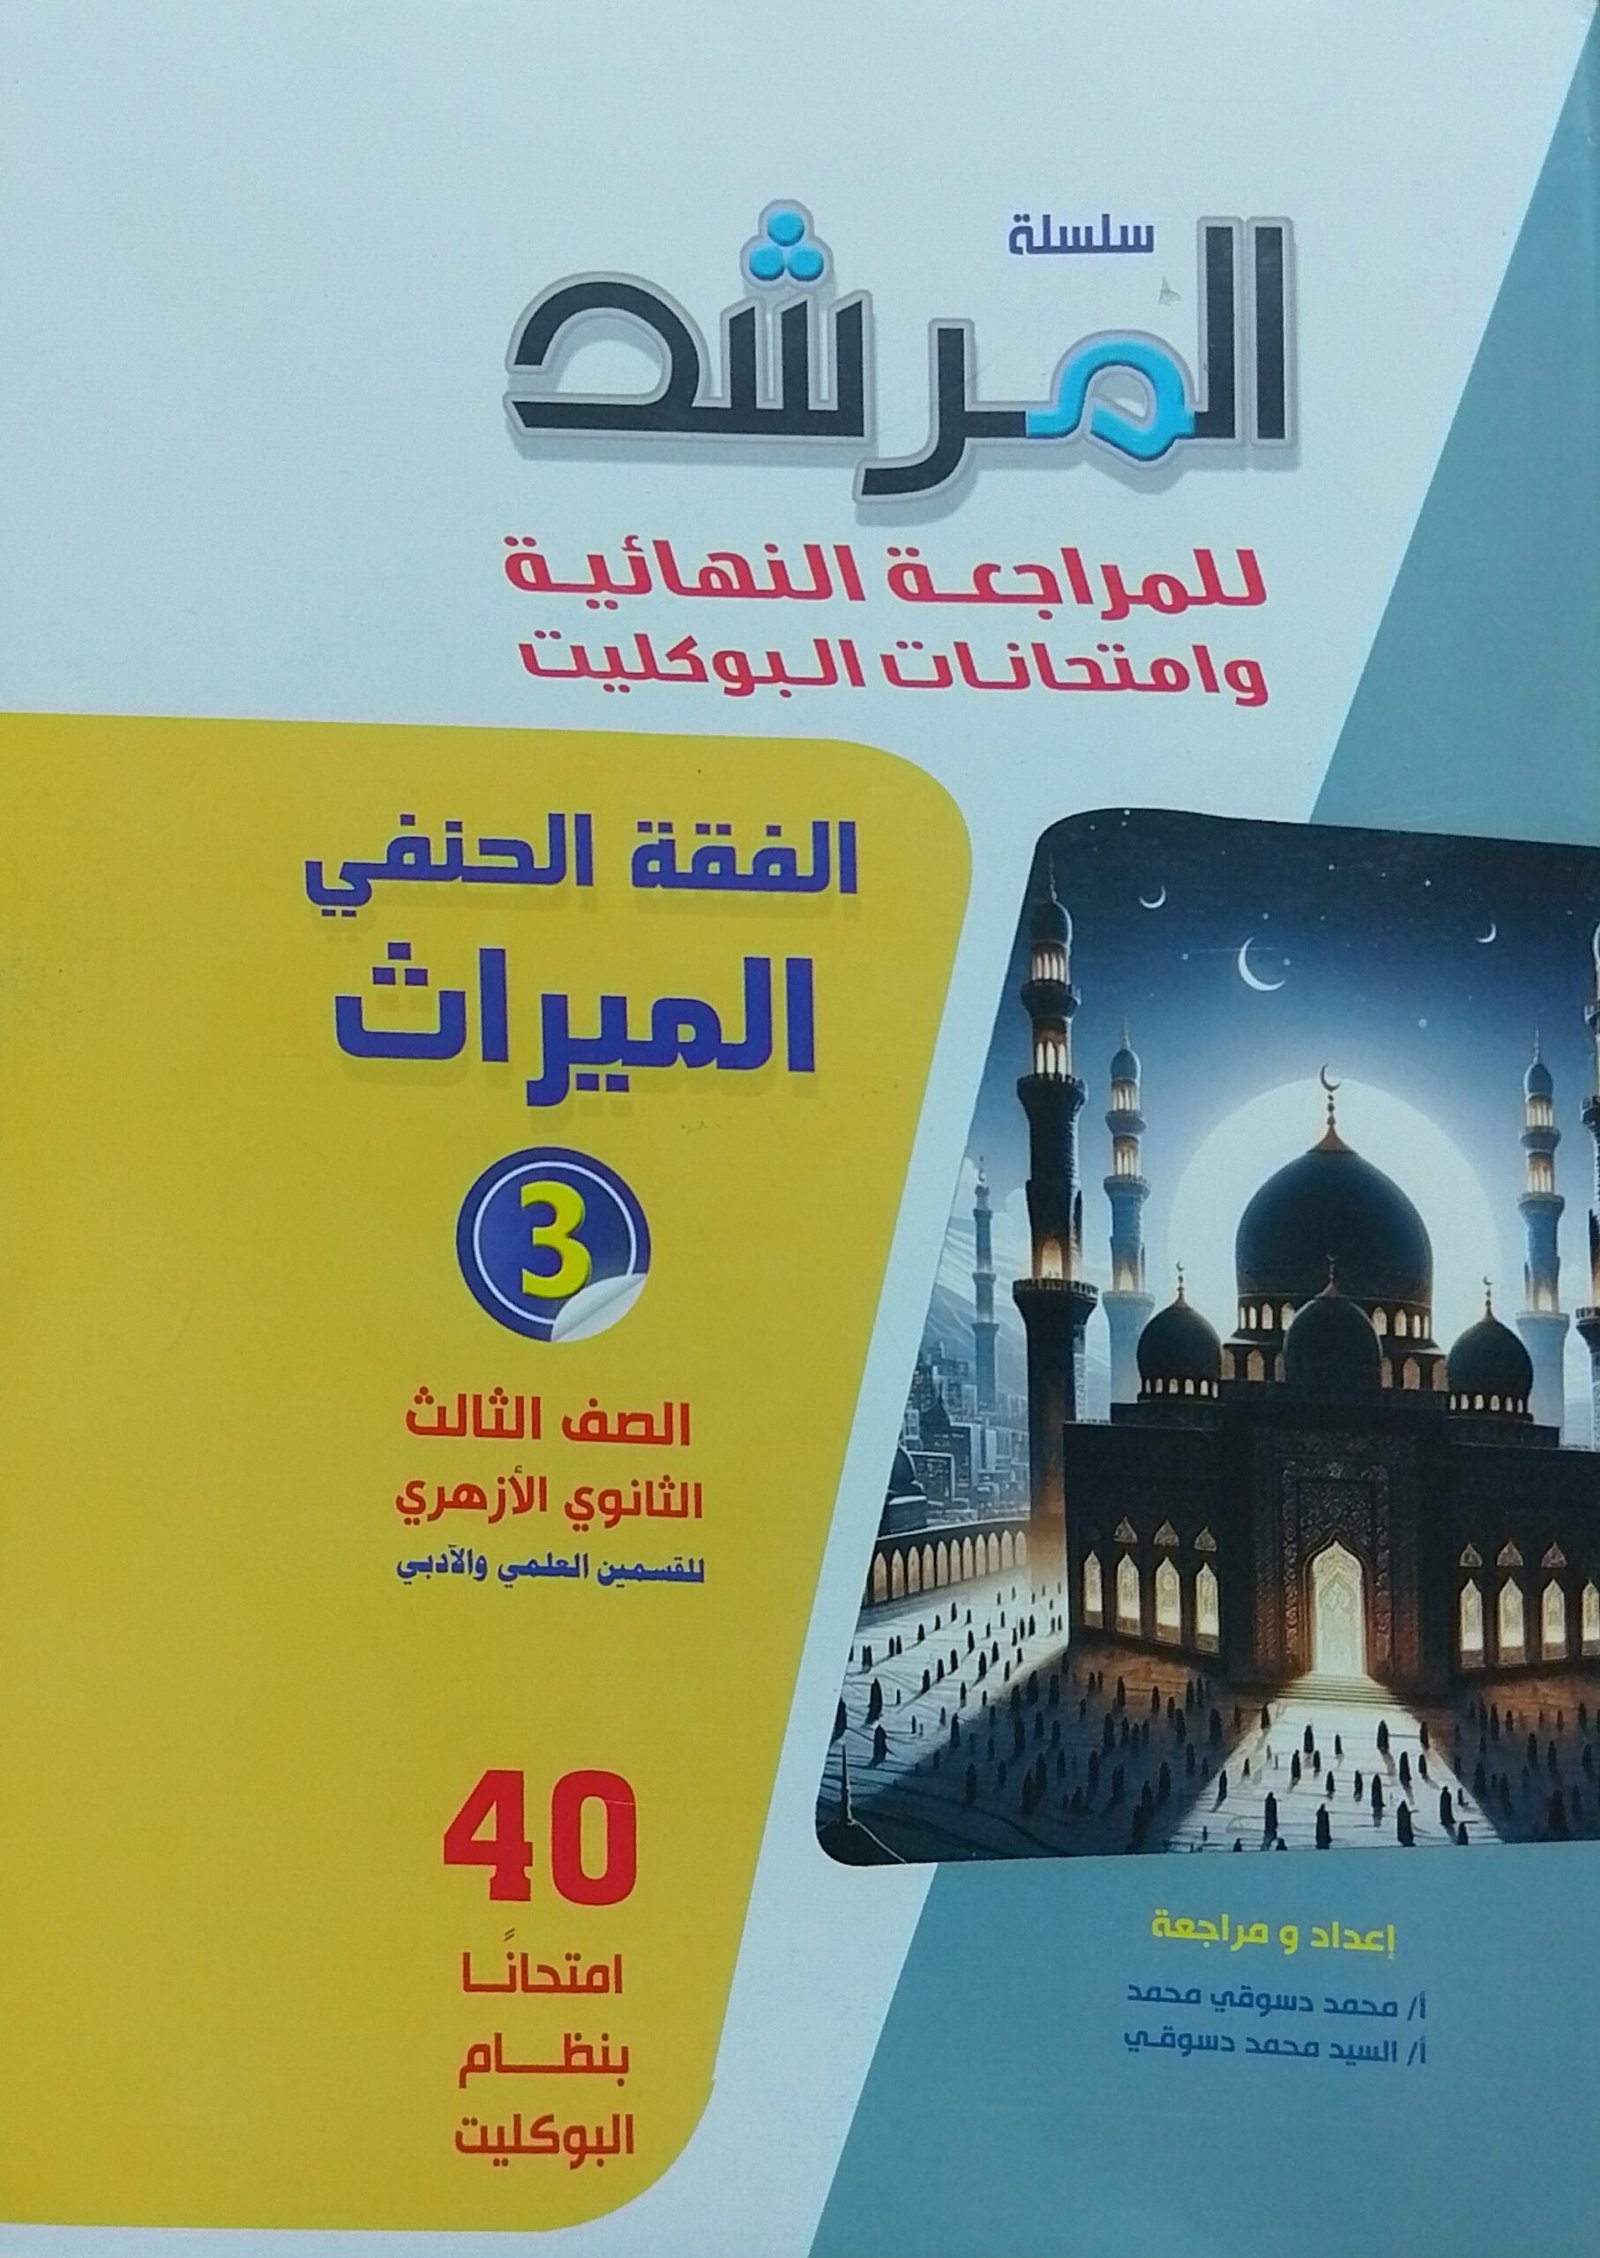 سلسلة
المرشد
للمراجعة النهائية
وامتحانات البوكليت
الفقة الحنفي
الميراث
3
الصف الثالث
الثانوي الأزهري
للقسمين العلمي والأدبي
40
امتحانًا
بنظام
البوكليت
إعداد و مراجعة
أ/ محمد دسوقي محمد
أ/ السيد محمد دسوقي